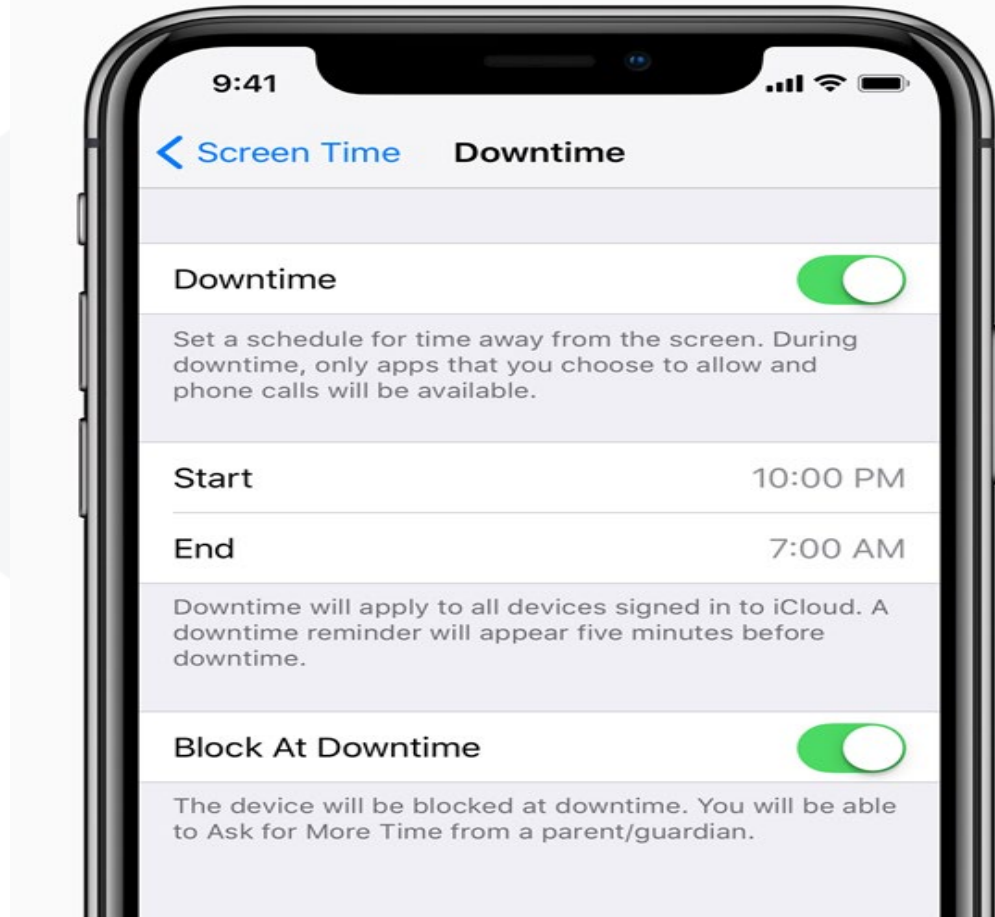 9:41
Screen Time Downtime
Downtime
Set a schedule for time away from the screen. During
downtime, only apps that you choose to allow and
phone calls will be available.
Start 10:00 PM
End 7:00 AM
Downtime will apply to all devices signed in to iCloud. A
downtime reminder will appear five minutes before
downtime.
Block At Downtime
The device will be blocked at downtime. You will be able
to Ask for More Time from a parent/guardian.